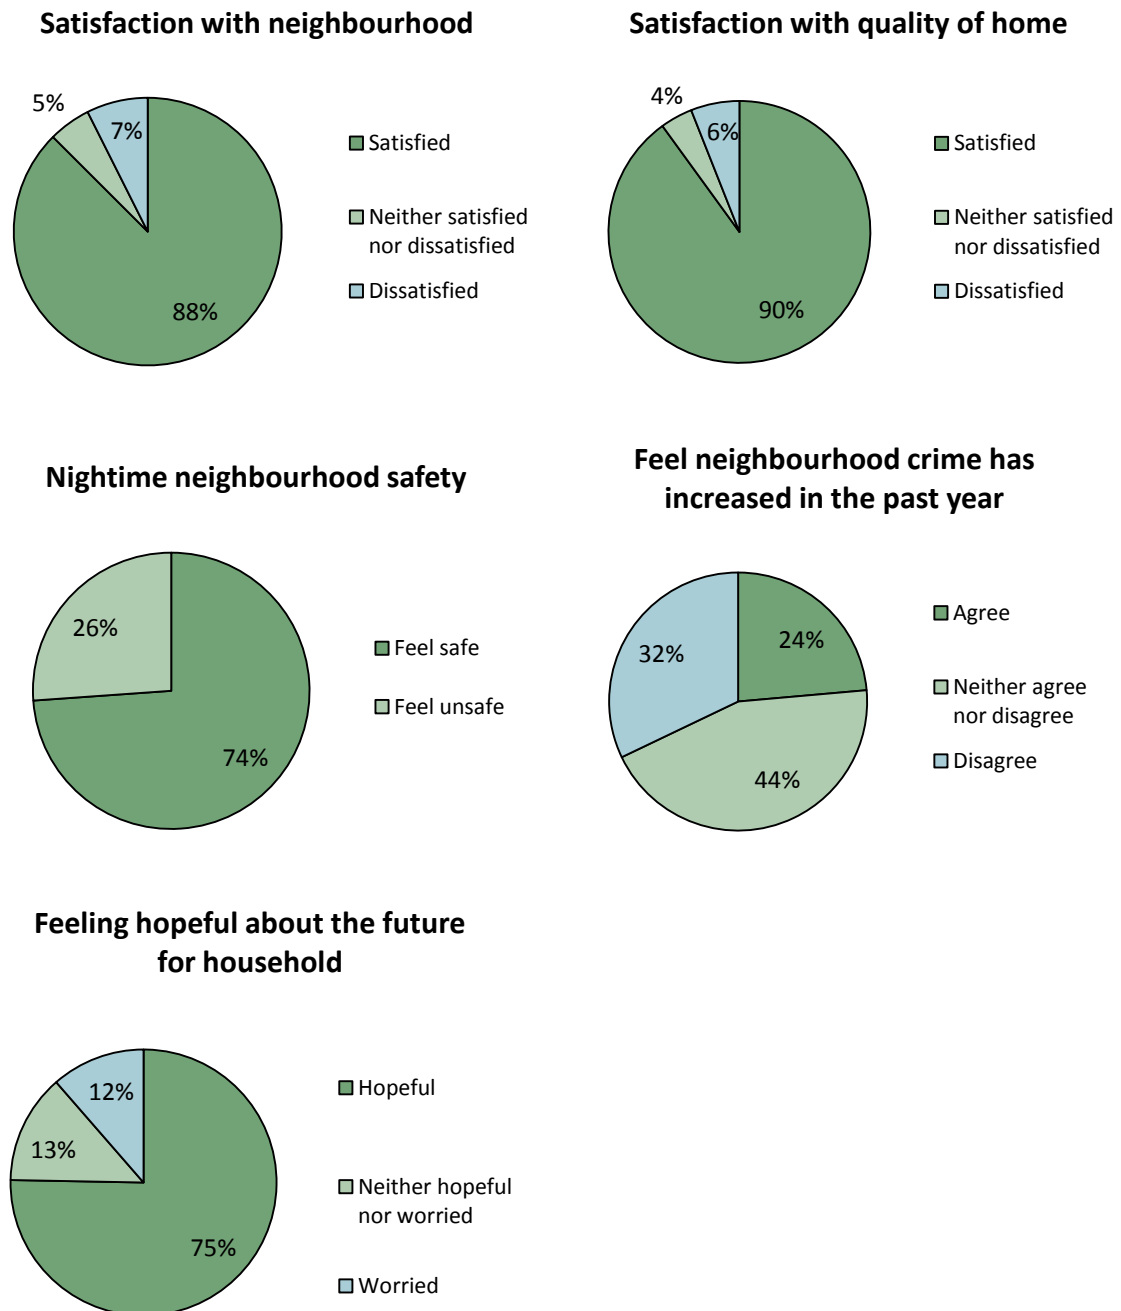 Satisfaction with neighbourhood
5%
7%
88%
Satisfied
Neither satisfied
nor dissatisfied
Dissatisfied
Satisfaction with quality of home
4%
6%
90%
Satisfied
Neither satisfied
nor dissatisfied
Dissatisfied
Nightime neighbourhood safety
26%
74%
Feel safe
Feel unsafe
Feel neighbourhood crime has
increased in the past year
32%
24%
44%
Agree
Neither agree
nor disagree
Disagree
Feeling hopeful about the future
for household
12%
13%
75%
Hopeful
Neither hopeful
nor worried
Worried